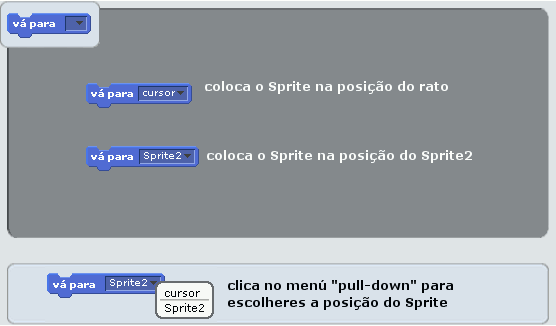 vá para
vá para cursor
coloca o Sprite na posição do rato
vá para Sprite2
coloca o Sprite na posição do Sprite2
vá para Sprite2
cursor
Sprite2
clica no menú "pull-down" para
escolheres a posição do Sprite